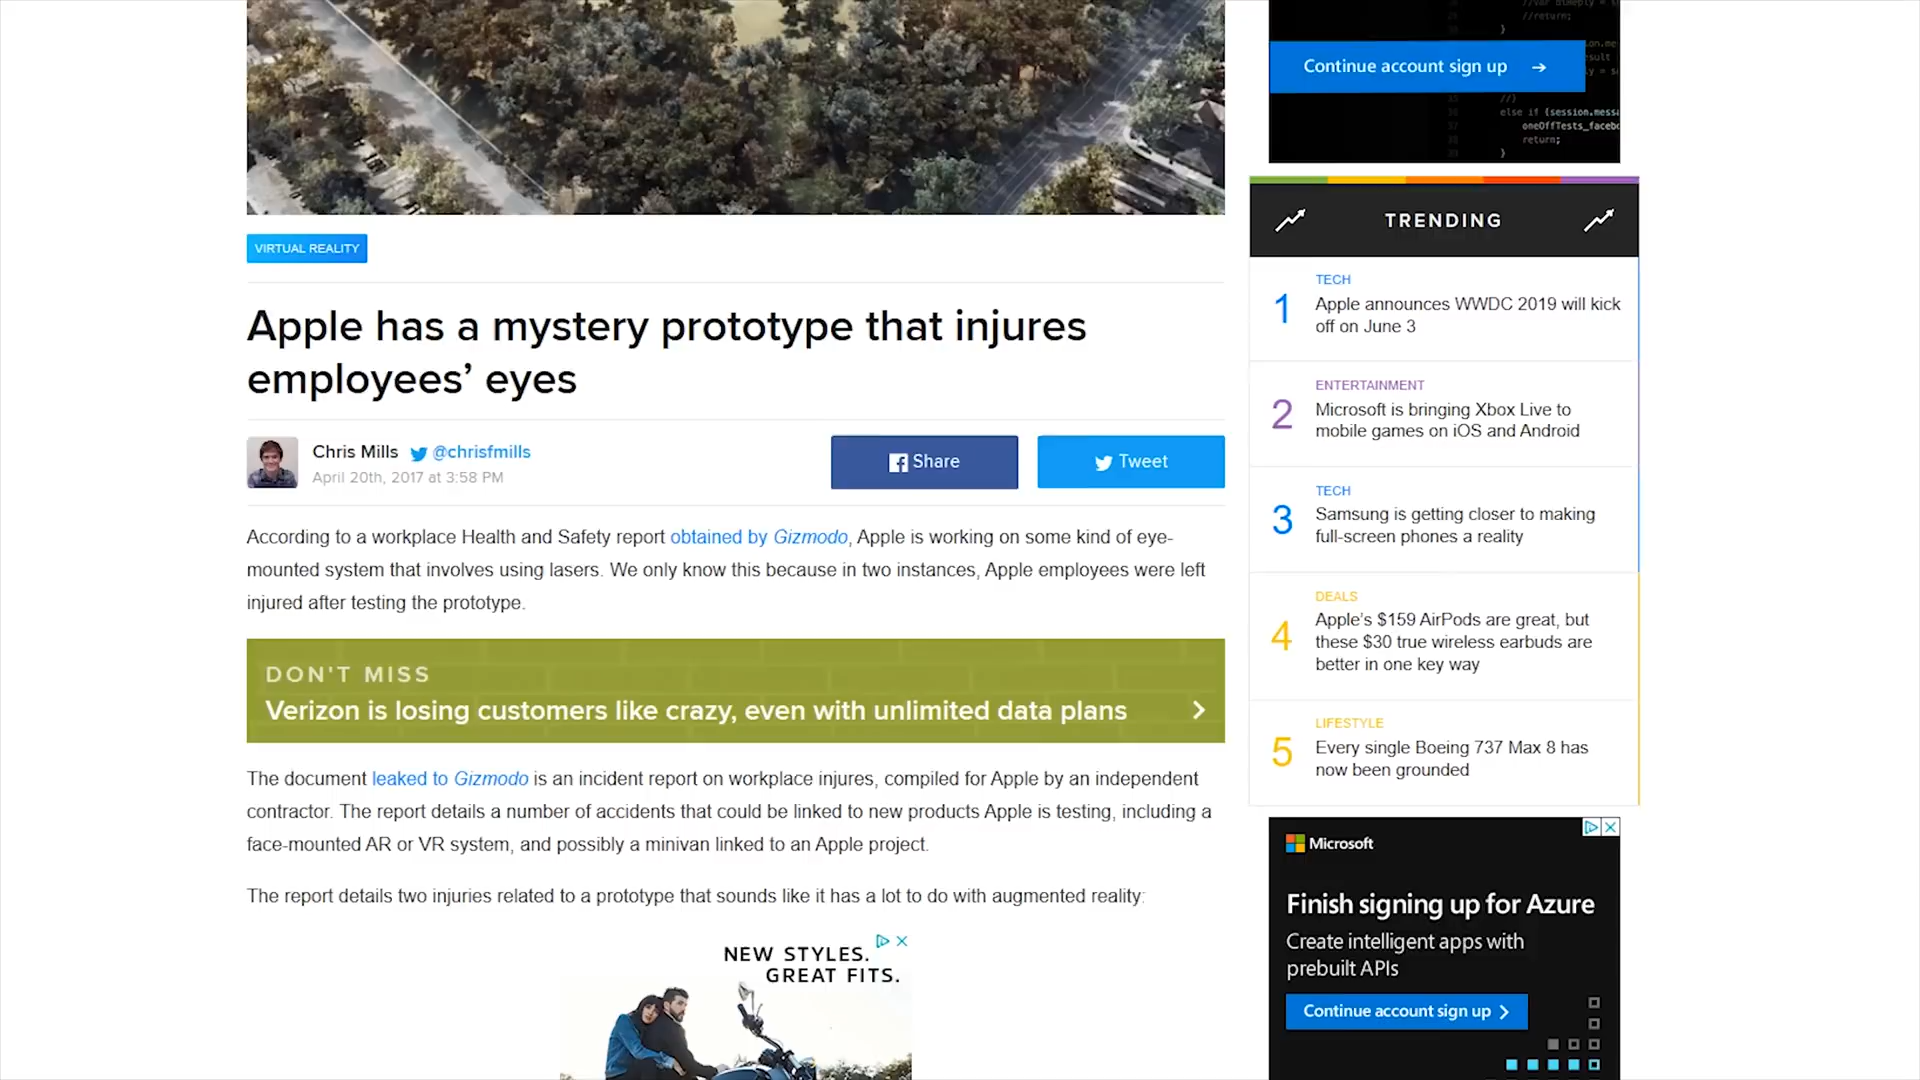 //return;
}
Continue account sign up
//}
else if (session.messa
oneOffTests_facebo
return;
}
VIRTUAL REALITY
Apple has a mystery prototype that injures
employees’ eyes
Chris Mills @chrisfmills
April 20th, 2017 at 3:58 PM
Share
Tweet
According to a workplace Health and Safety report obtained by Gizmodo, Apple is working on some kind of eye-
mounted system that involves using lasers. We only know this because in two instances, Apple employees were left
injured after testing the prototype.
DON'T MISS
Verizon is losing customers like crazy, even with unlimited data plans
The document leaked to Gizmodo is an incident report on workplace injures, compiled for Apple by an independent
contractor. The report details a number of accidents that could be linked to new products Apple is testing, including a
face-mounted AR or VR system, and possibly a minivan linked to an Apple project.
The report details two injuries related to a prototype that sounds like it has a lot to do with augmented reality:
NEW STYLES.
GREAT FITS.
TRENDING
1
TECH
Apple announces WWDC 2019 will kick
off on June 3
2
ENTERTAINMENT
Microsoft is bringing Xbox Live to
mobile games on iOS and Android
3
TECH
Samsung is getting closer to making
full-screen phones a reality
4
DEALS
Apple’s $159 AirPods are great, but
these $30 true wireless earbuds are
better in one key way
5
LIFESTYLE
Every single Boeing 737 Max 8 has
now been grounded
Microsoft
Finish signing up for Azure
Create intelligent apps with
prebuilt APIs
Continue account sign up